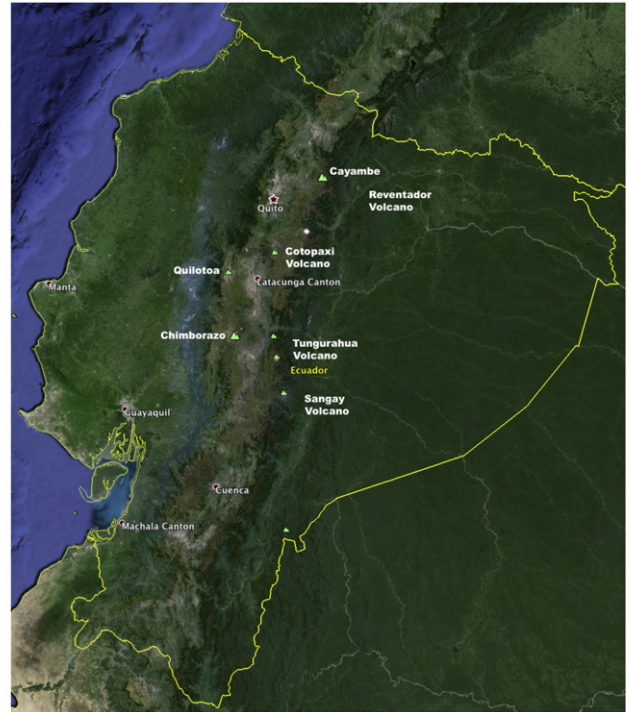 Cayambe
Reventador
Volcano
Quito
Cotopaxi
Volcano
Quilotoa
Latacunga Canton
Manta
Chimborazo
Tungurahua
Volcano
Ecuador
Sangay
Volcano
Guayaquil
Cuenca
Machala Canton